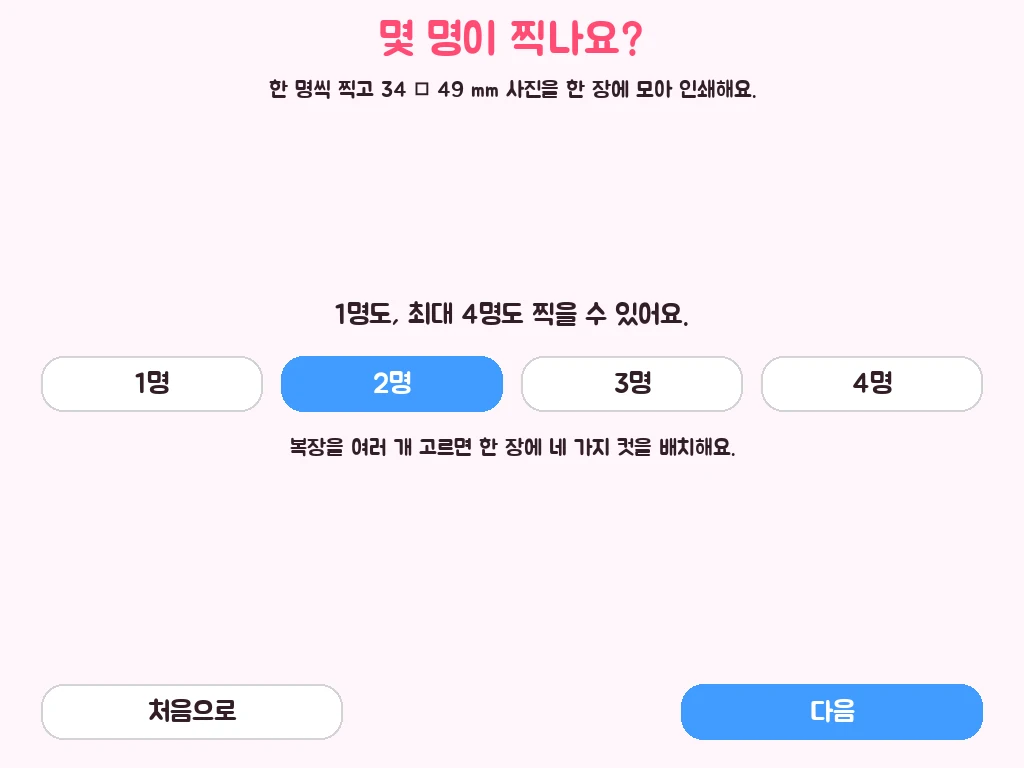 몇 명이 찍나요?
한 명씩 찍고 34 □ 49 mm 사진을 한 장에 모아 인쇄해요.
1명도, 최대 4명도 찍을 수 있어요.
1명
2명
3명
4명
복장을 여러 개 고르면 한 장에 네 가지 컷을 배치해요.
처음으로
다음